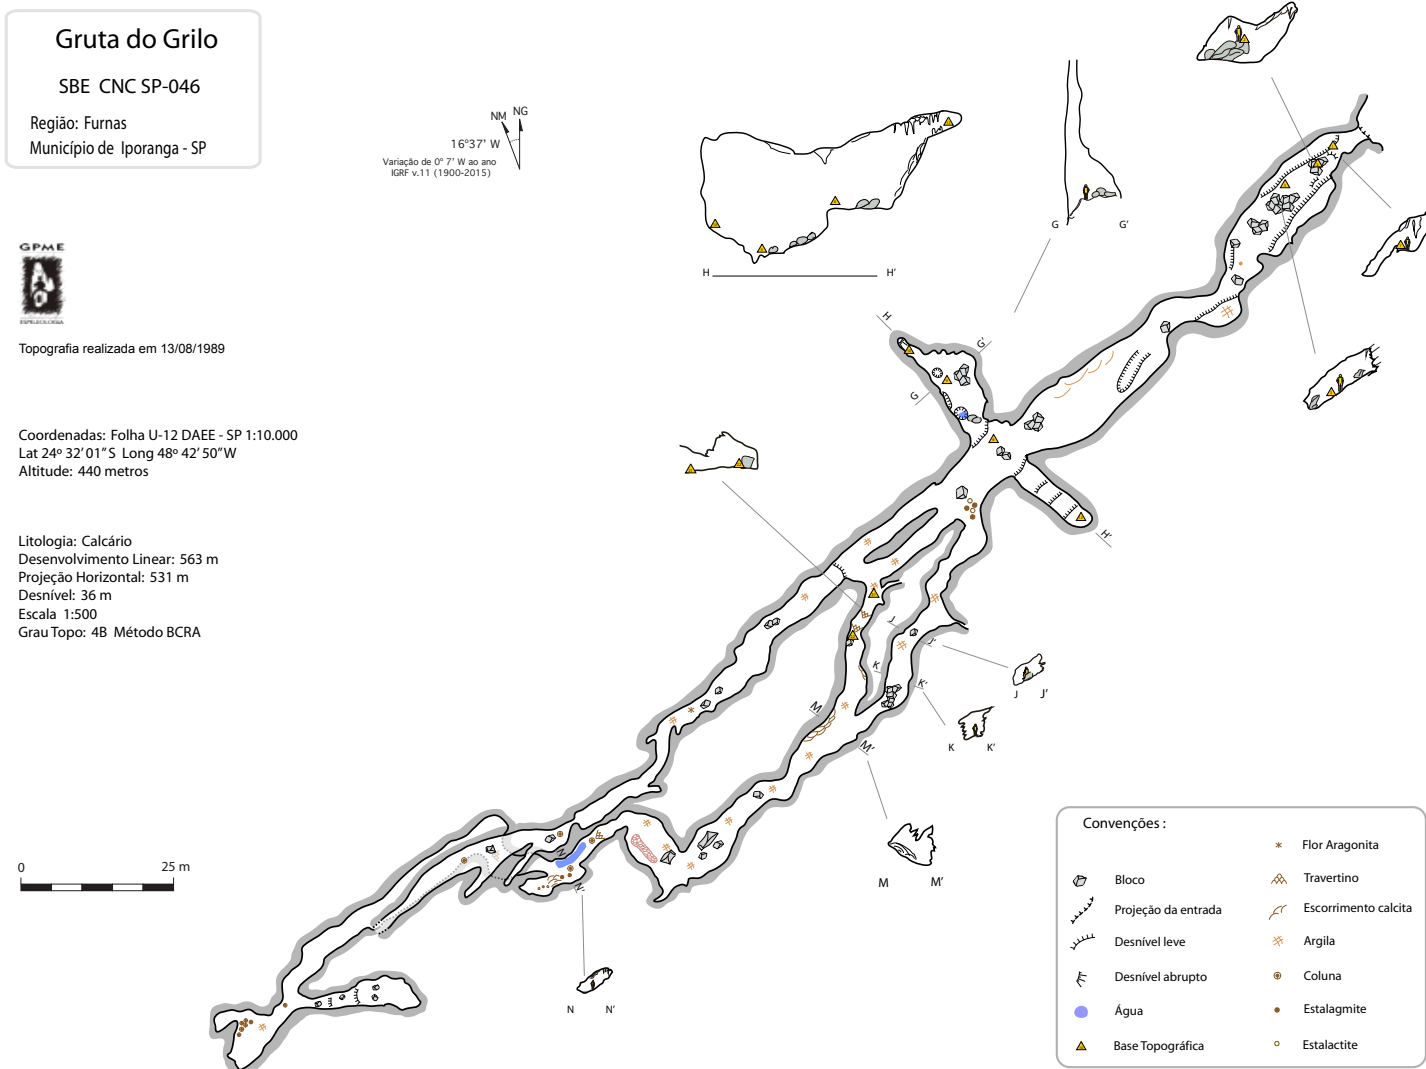 Gruta do Grilo
SBE CNC SP-046
Região: Furnas
Município de Iporanga - SP
NM NG
16°37' W
Variação de 0° 7' W ao ano
IGRF v.11 (1900-2015)
GPME
ESPELEOLOGIA
Topografia realizada em 13/08/1989
Coordenadas: Folha U-12 DAEE - SP 1:10.000
Lat 24º 32' 01" S Long 48º 42' 50" W
Altitude: 440 metros
Litologia: Calcário
Desenvolvimento Linear: 563 m
Projeção Horizontal: 531 m
Desnível: 36 m
Escala 1:500
Grau Topo: 4B Método BCRA
0 25 m
H H'
G G'
H
G'
G
H'
J
J'
K
K'
M
M'
N
N'
J J'
K K'
M M'
N N'
Convenções :
Bloco
Projeção da entrada
Desnível leve
Desnível abrupto
Água
Base Topográfica
Flor Aragonita
Travertino
Escorrimento calcita
Argila
Coluna
Estalagmite
Estalactite